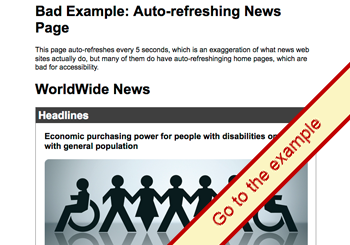 Bad Example: Auto-refreshing News
Page
This page auto-refreshes every 5 seconds, which is an exaggeration of what news web
sites actually do, but many of them do have auto-refreshinging home pages, which are
bad for accessibility.
WorldWide News
Headlines
Economic purchasing power for people with disabilities
with general population
Go to the example